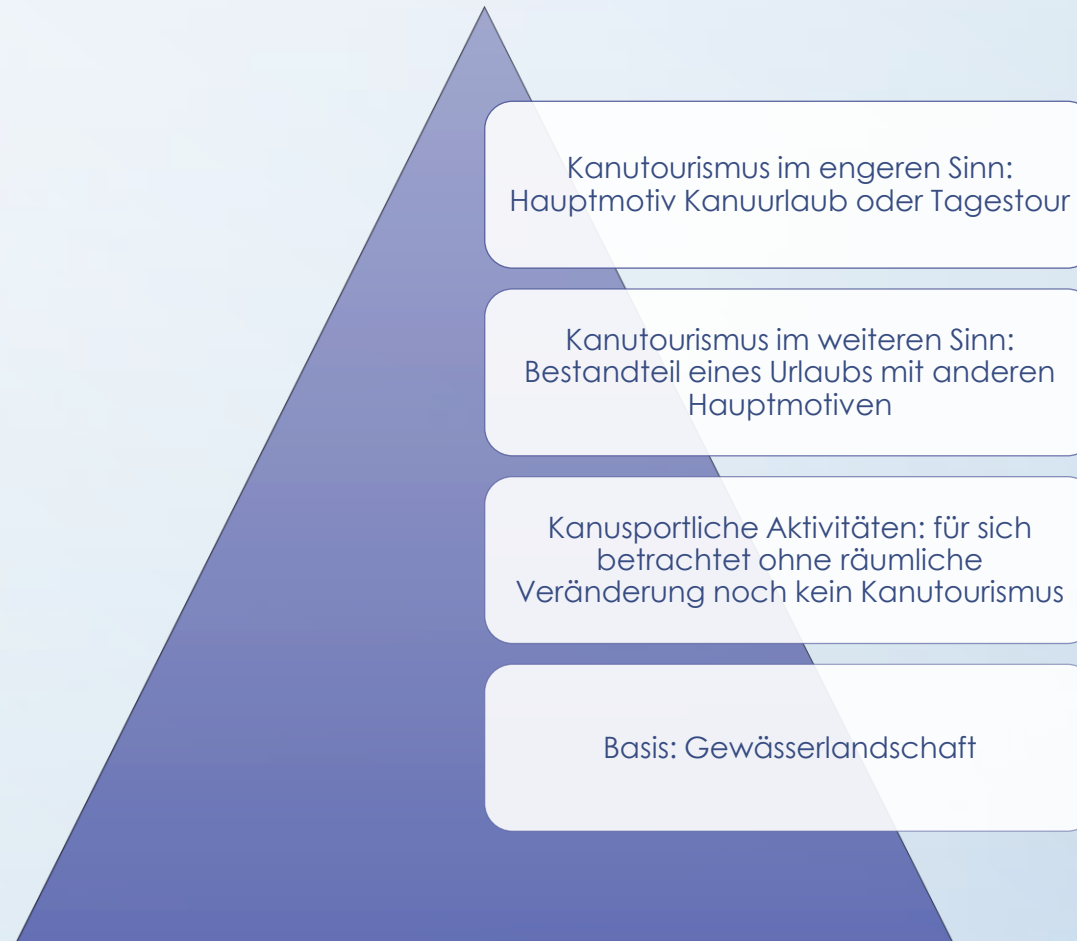 Kanutourismus im engeren Sinn:
Hauptmotiv Kanuurlaub oder Tagestour
Kanutourismus im weiteren Sinn:
Bestandteil eines Urlaubs mit anderen
Hauptmotiven
Kanusportliche Aktivitäten: für sich
betrachtet ohne räumliche
Veränderung noch kein Kanutourismus
Basis: Gewässerlandschaft